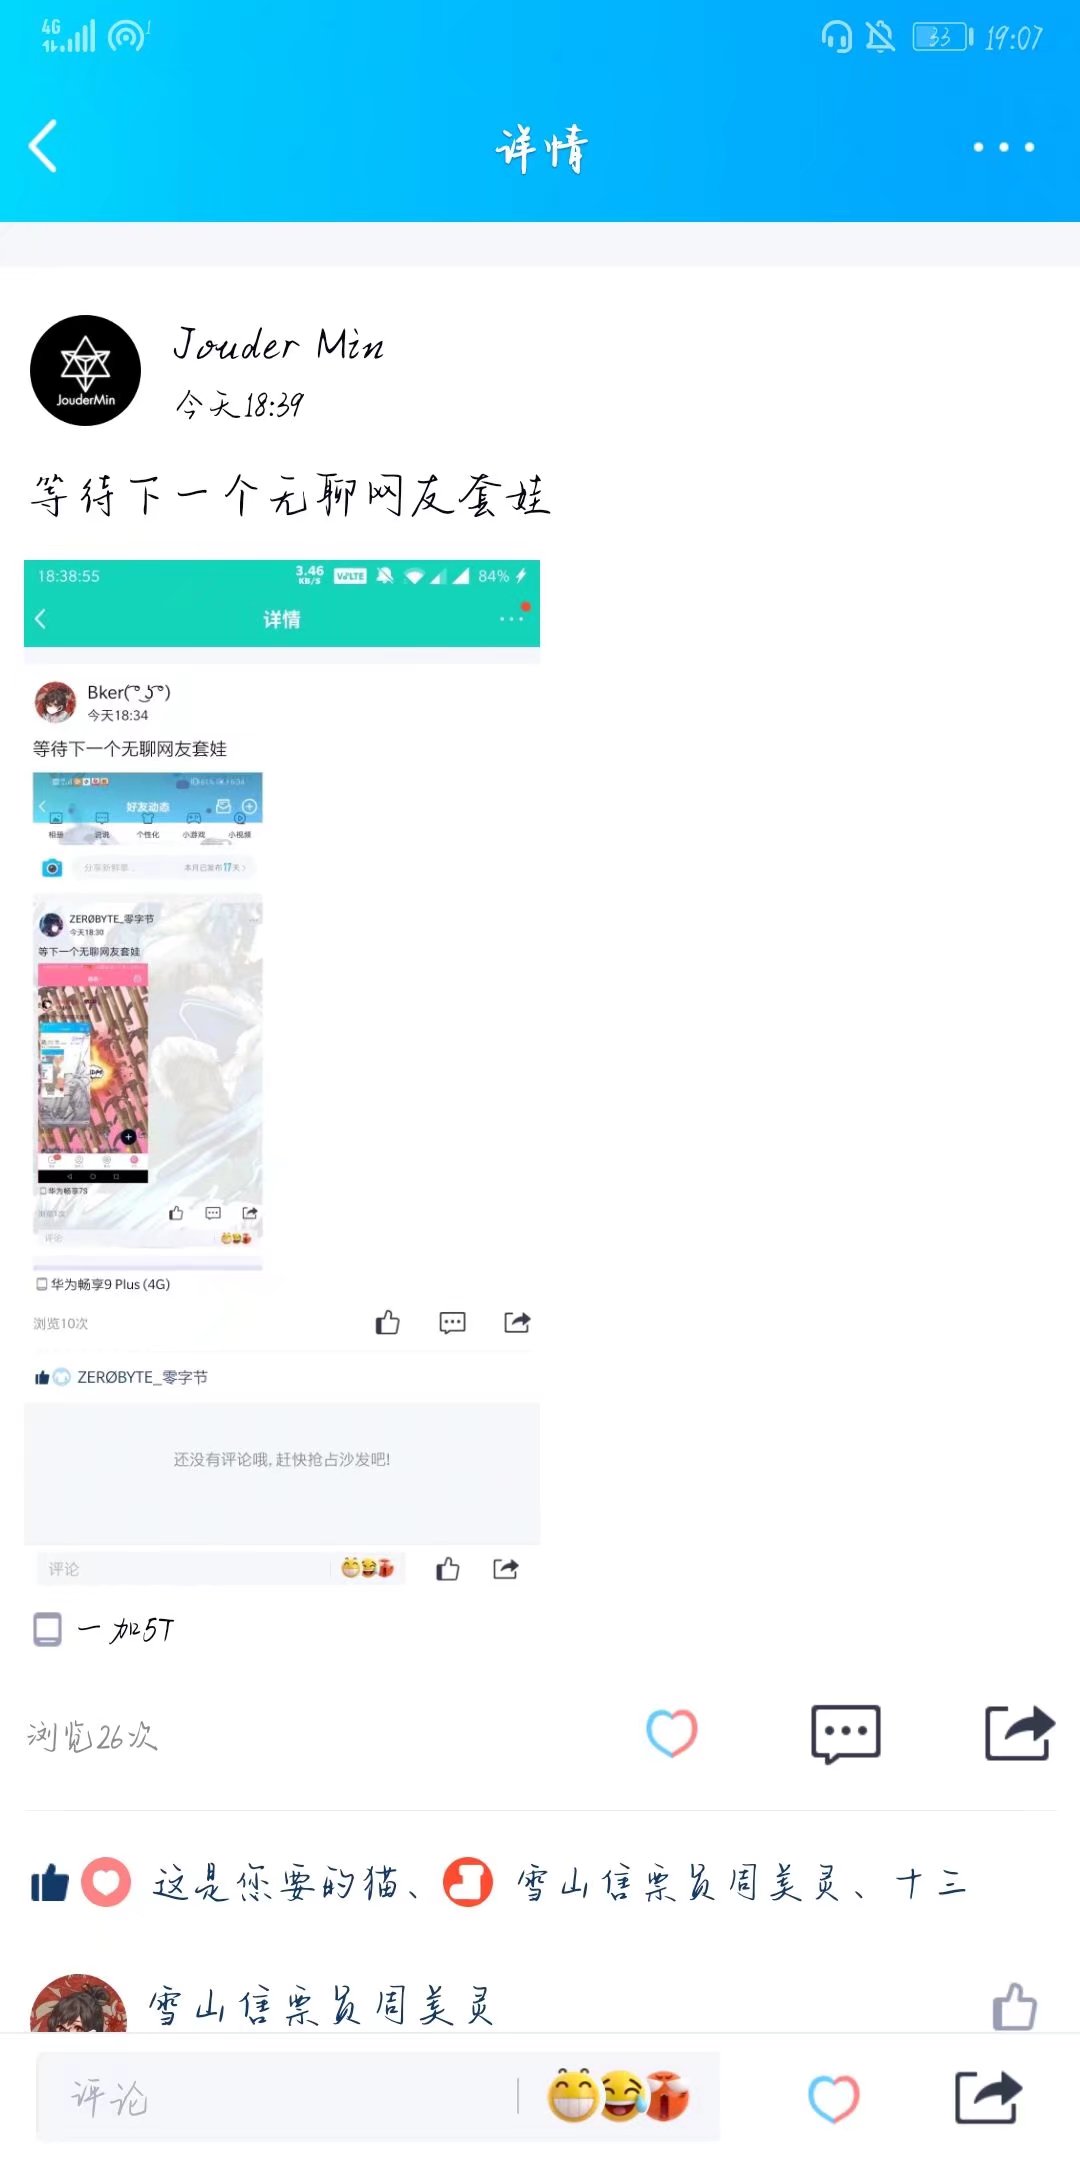 4G
33 19:07
详情
JouderMin
Jouder Min
今天18:39
等待下一个无聊网友套娃
18:38:55 3.46 KB/S VoLTE 84%
详情
Bker( ͡° ͜ʖ ͡°)
今天18:34
等待下一个无聊网友套娃
好友动态
相册 说说 个性化 小游戏 小视频
分享新鲜事... 本月已发布17天
ZERØBYTE_零字节
今天18:30
等下一个无聊网友套娃
华为畅享7S
评论
华为畅享9 Plus (4G)
浏览10次
ZERØBYTE_零字节
还没有评论哦, 赶快抢占沙发吧!
评论
一加5T
浏览26次
这是您要的猫、 雪山信票员周美灵、十三
雪山信票员周美灵
评论